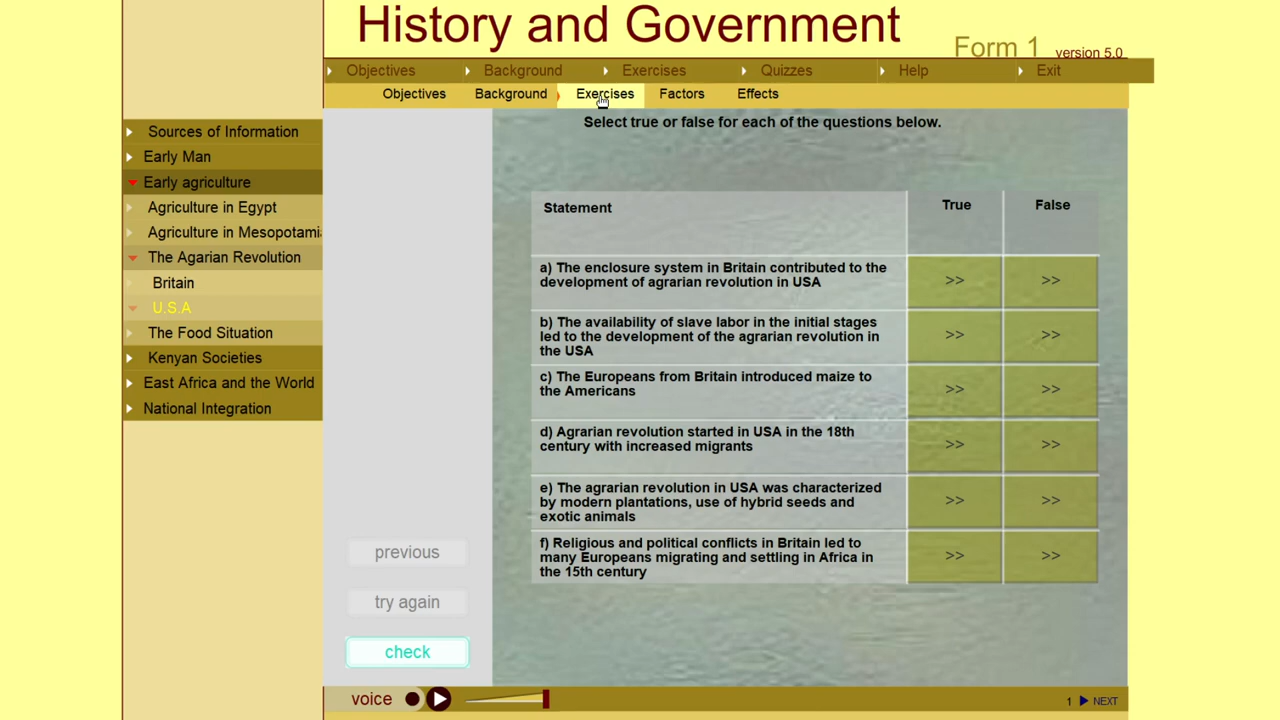 History and Government
Form 1 version 5.0
Objectives Background Exercises Quizzes Help Exit
Objectives Background Exercises Factors Effects
Sources of Information
Early Man
Early agriculture
Agriculture in Egypt
Agriculture in Mesopotami
The Agarian Revolution
Britain
U.S.A
The Food Situation
Kenyan Societies
East Africa and the World
National Integration
Select true or false for each of the questions below.
Statement True False
a) The enclosure system in Britain contributed to the
development of agrarian revolution in USA
>> >>
b) The availability of slave labor in the initial stages
led to the development of the agrarian revolution in
the USA
>> >>
c) The Europeans from Britain introduced maize to
the Americans
>> >>
d) Agrarian revolution started in USA in the 18th
century with increased migrants
>> >>
e) The agrarian revolution in USA was characterized
by modern plantations, use of hybrid seeds and
exotic animals
>> >>
f) Religious and political conflicts in Britain led to
many Europeans migrating and settling in Africa in
the 15th century
>> >>
previous
try again
check
voice
1 NEXT